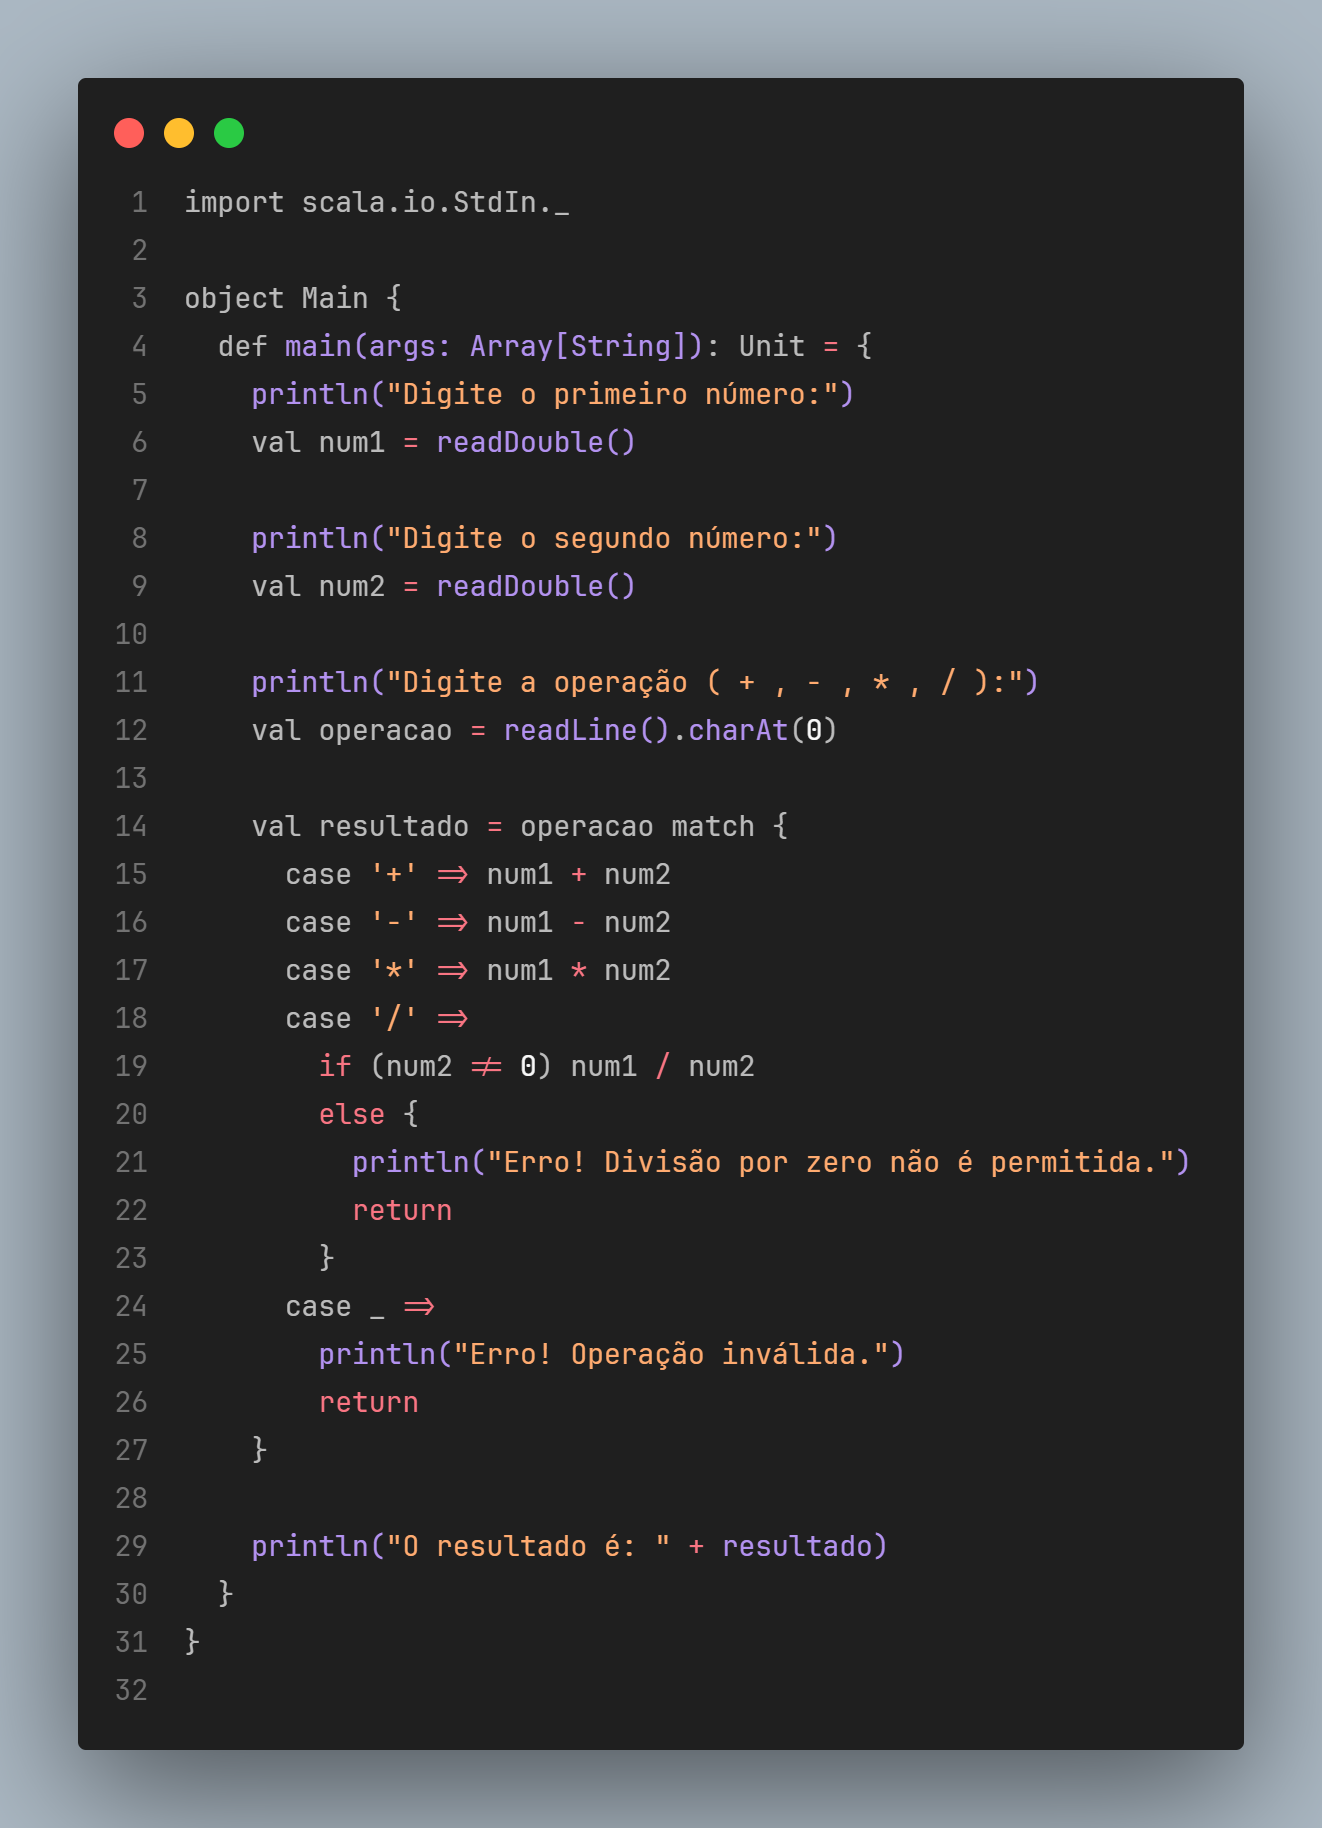 1 import scala.io.StdIn._
2
3 object Main {
4   def main(args: Array[String]): Unit = {
5     println("Digite o primeiro número:")
6     val num1 = readDouble()
7
8     println("Digite o segundo número:")
9     val num2 = readDouble()
10
11     println("Digite a operação ( + , - , * , / ):")
12     val operacao = readLine().charAt(0)
13
14     val resultado = operacao match {
15       case '+' => num1 + num2
16       case '-' => num1 - num2
17       case '*' => num1 * num2
18       case '/' =>
19         if (num2 != 0) num1 / num2
20         else {
21           println("Erro! Divisão por zero não é permitida.")
22           return
23         }
24       case _ =>
25         println("Erro! Operação inválida.")
26         return
27     }
28
29     println("O resultado é: " + resultado)
30   }
31 }
32